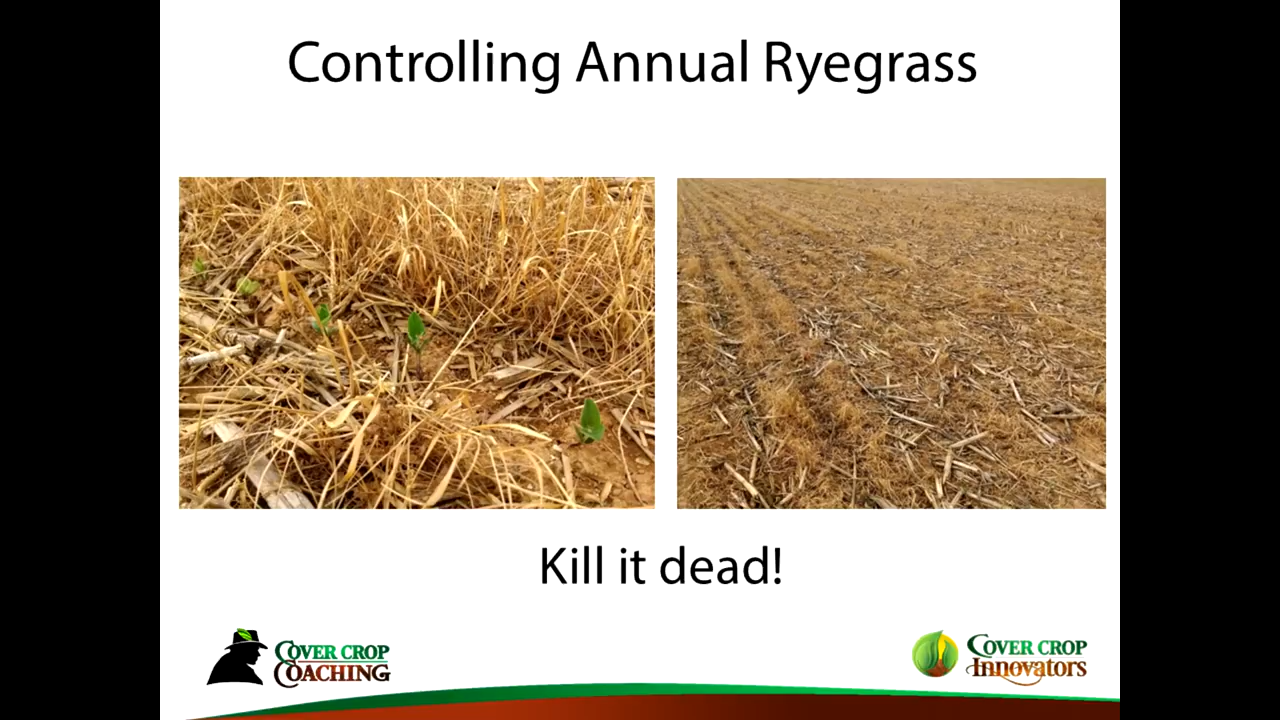 Controlling Annual Ryegrass
Kill it dead!
COVER CROP
COACHING
COVER CROP
INNOVATORS